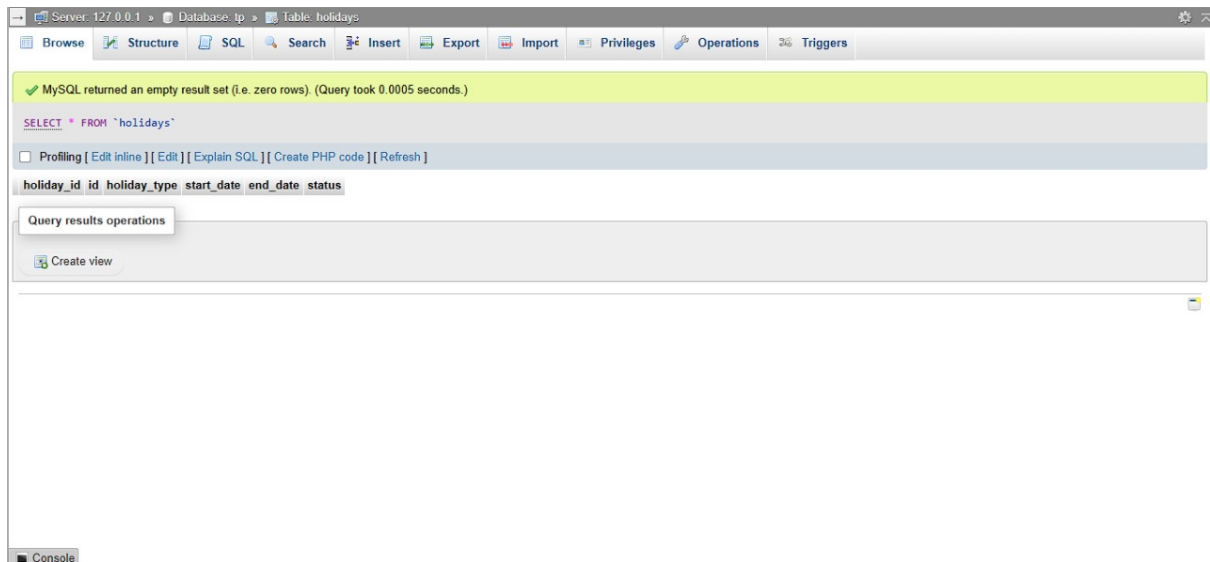 Server: 127.0.0.1 » Database: tp » Table: holidays
Browse Structure SQL Search Insert Export Import Privileges Operations Triggers
MySQL returned an empty result set (i.e. zero rows). (Query took 0.0005 seconds.)
SELECT * FROM `holidays`
Profiling [ Edit inline ] [ Edit ] [ Explain SQL ] [ Create PHP code ] [ Refresh ]
holiday_id id holiday_type start_date end_date status
Query results operations
Create view
Console